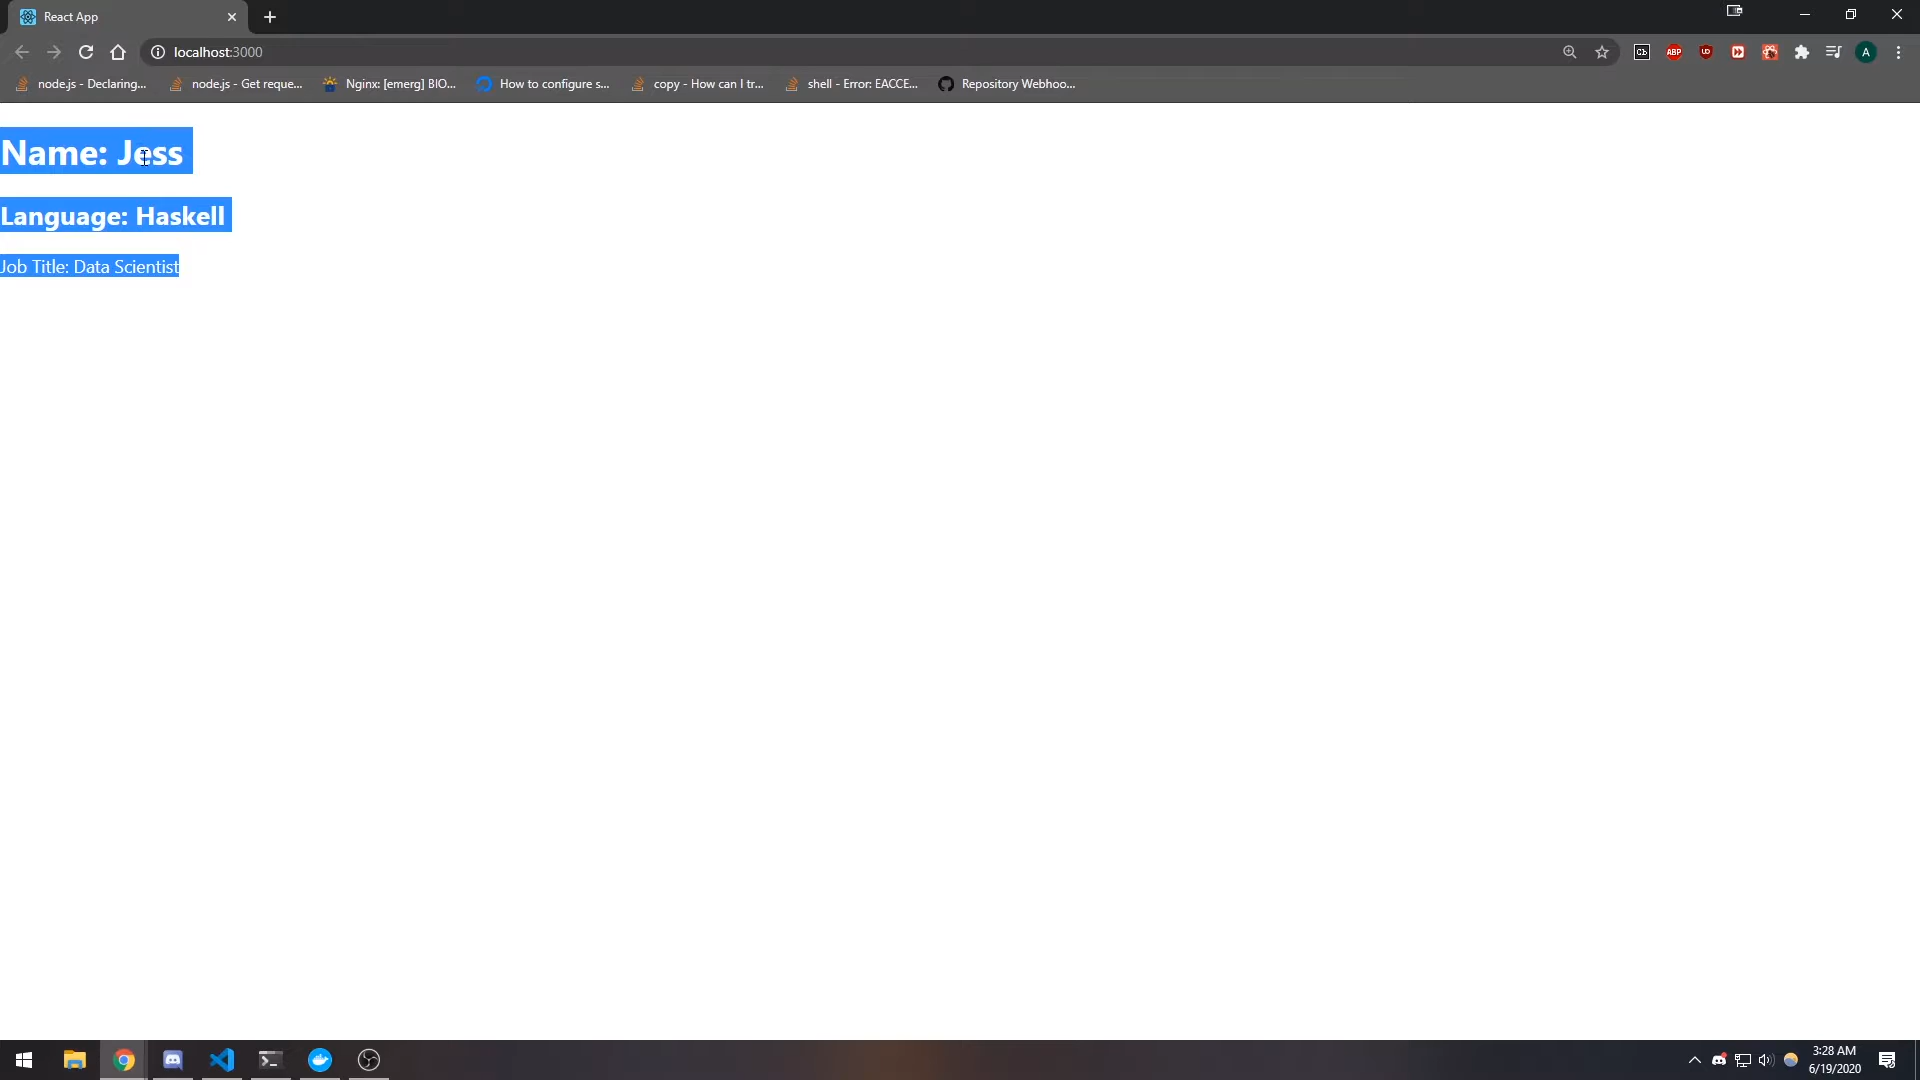 React App
localhost:3000
ABP
A
node.js - Declaring...
node.js - Get reque...
Nginx: [emerg] BIO...
How to configure s...
copy - How can I tr...
shell - Error: EACCE...
Repository Webhoo...
Name: Jess
Language: Haskell
Job Title: Data Scientist
3:28 AM
6/19/2020